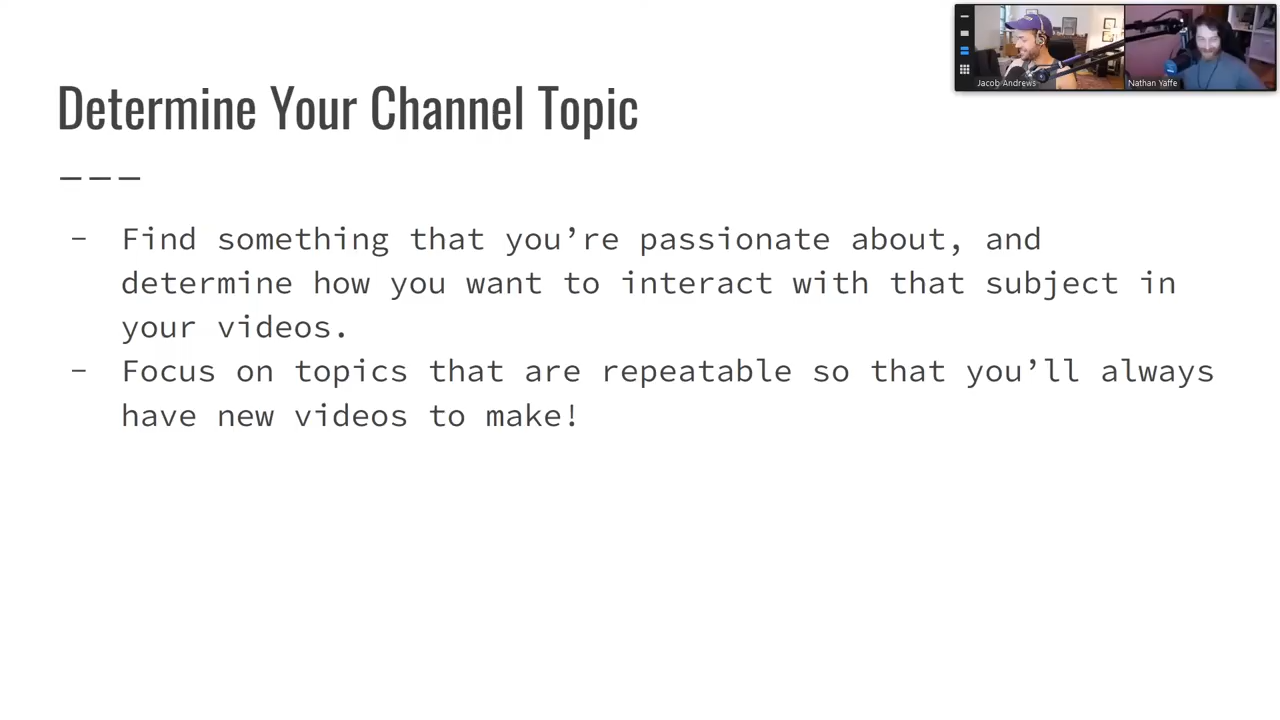 Jacob Andrews
Nathan Yaffe
Determine Your Channel Topic
———
- Find something that you’re passionate about, and
determine how you want to interact with that subject in
your videos.
- Focus on topics that are repeatable so that you’ll always
have new videos to make!